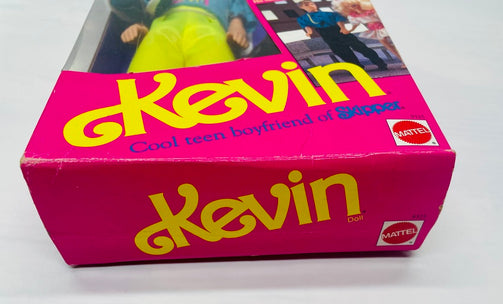 Kevin
Cool teen boyfriend of Skipper.
MATTEL
Kevin
Doll
MATTEL